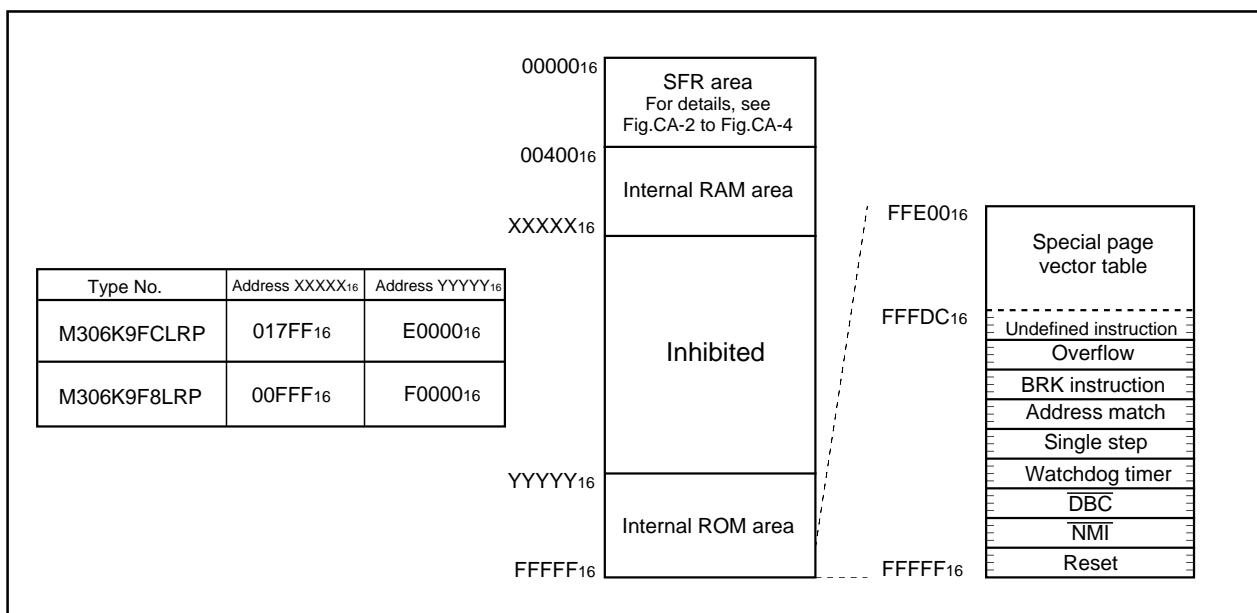 00000₁₆
SFR area
For details, see
Fig.CA-2 to Fig.CA-4
00400₁₆
Internal RAM area
XXXXX₁₆
Inhibited
YYYYY₁₆
Internal ROM area
FFFFF₁₆
Type No. Address XXXXX₁₆ Address YYYYY₁₆
M306K9FCLRP 017FF₁₆ E0000₁₆
M306K9F8LRP 00FFF₁₆ F0000₁₆
FFE00₁₆
Special page
vector table
FFFDC₁₆
Undefined instruction
Overflow
BRK instruction
Address match
Single step
Watchdog timer
D̅B̅C̅
N̅M̅I̅
Reset
FFFFF₁₆